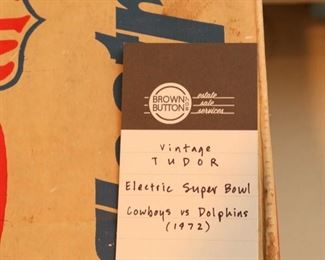 BROWN
BUTTON
estate
sale
services
Vintage
TUDOR
Electric Super Bowl
Cowboys vs Dolphins
(1972)